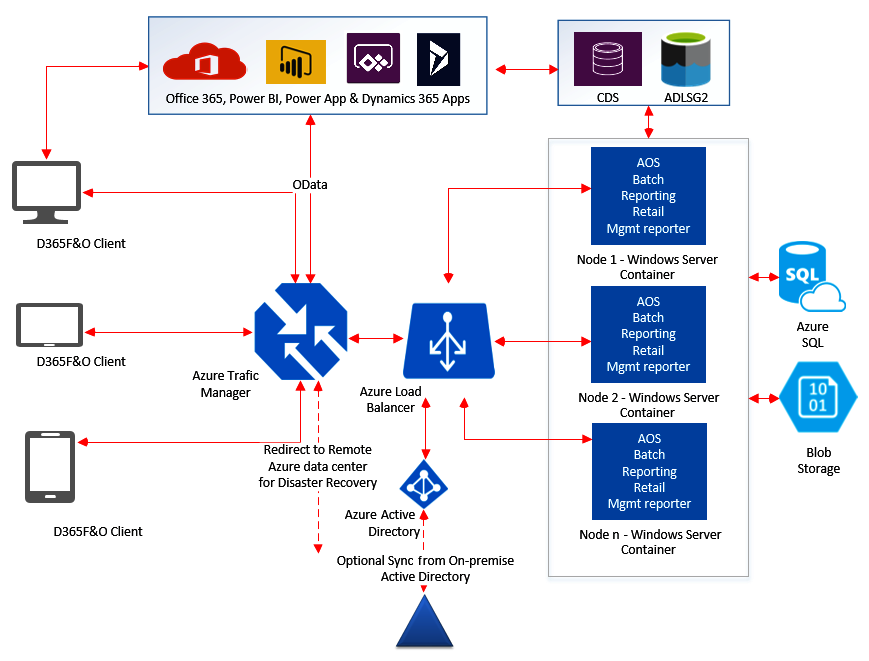 Office 365, Power BI, Power App & Dynamics 365 Apps
CDS
ADLSG2
OData
D365F&O Client
D365F&O Client
D365F&O Client
Azure Trafic
Manager
Redirect to Remote
Azure data center
for Disaster Recovery
Azure Load
Balancer
Azure Active
Directory
Optional Sync from On-premise
Active Directory
AOS
Batch
Reporting
Retail
Mgmt reporter
Node 1 - Windows Server
Container
AOS
Batch
Reporting
Retail
Mgmt reporter
Node 2 - Windows Server
Container
AOS
Batch
Reporting
Retail
Mgmt reporter
Node n - Windows Server
Container
SQL
Azure
SQL
10
01
Blob
Storage